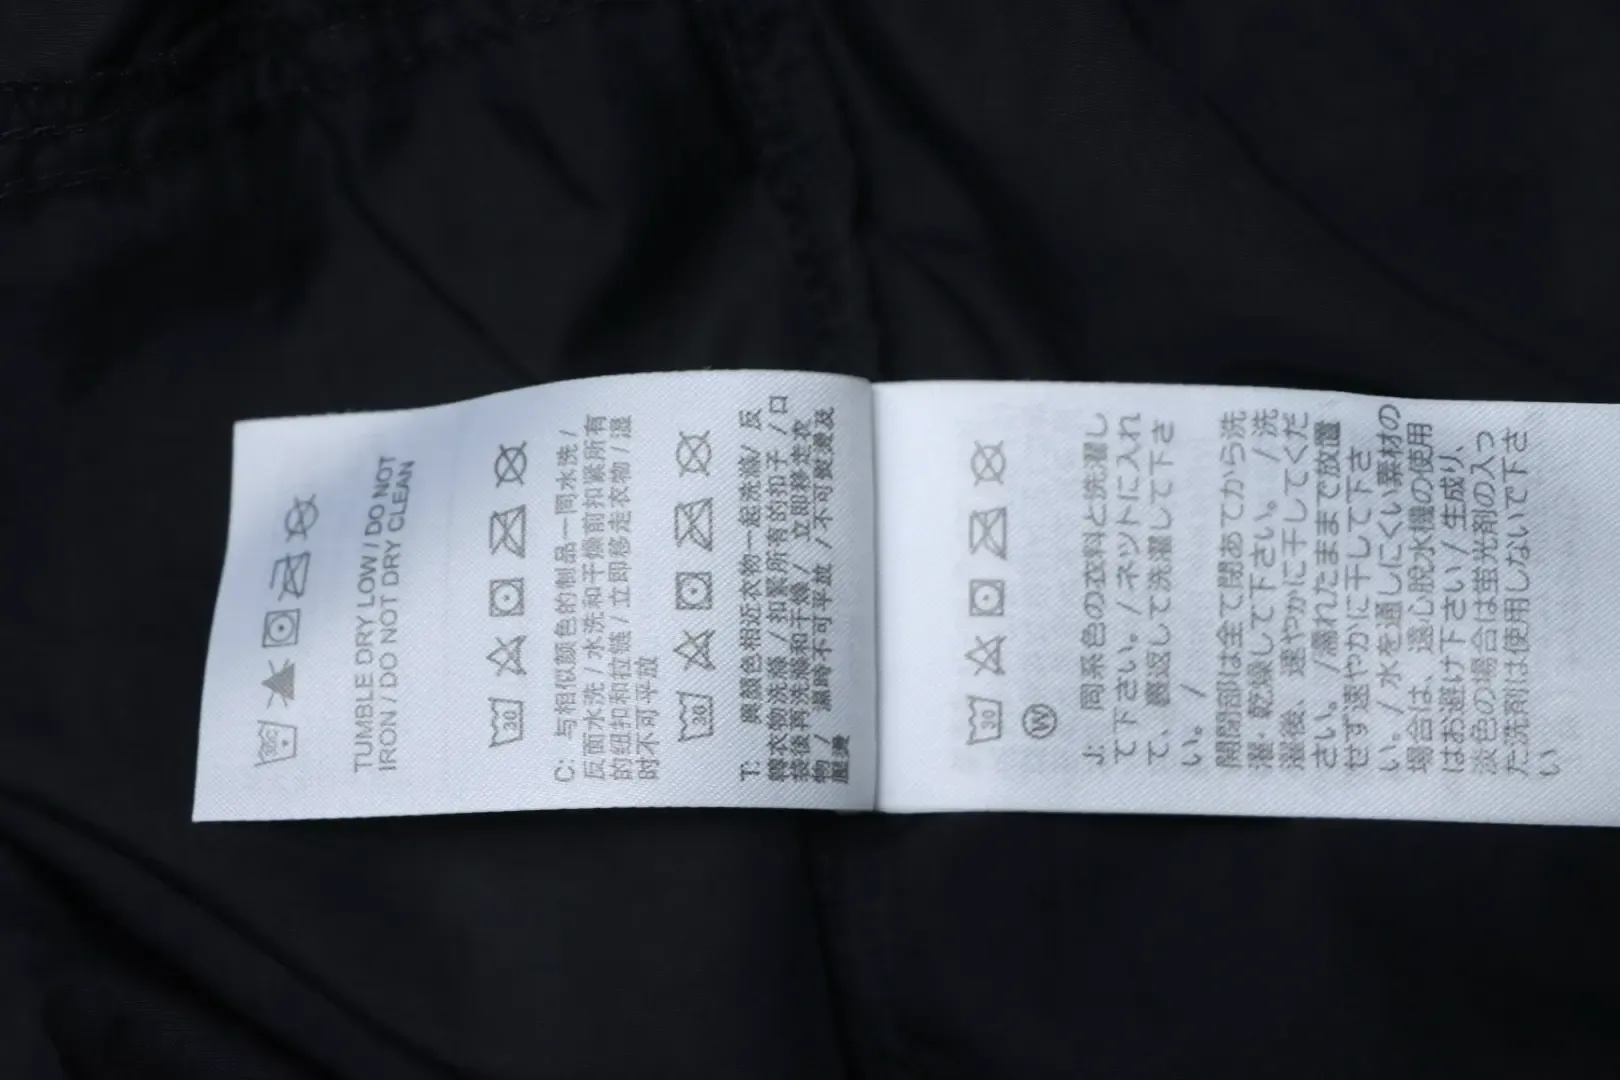 TUMBLE DRY LOW / DO NOT
IRON / DO NOT DRY CLEAN
30
C: 与相似颜色的制品一同水洗 /
反面水洗 / 水洗和干燥前扣紧所有
的纽扣和拉链 / 立即移走衣物 / 湿
时不可平放
30
T: 與顏色相近衣物一起洗滌/ 反
轉衣物洗滌 / 扣緊所有的扣子 / 口
袋後再洗滌和干燥 / 立即移走衣
物 / 濕時不可平放 / 不可熨燙及
壓燙
30
W
J: 同系色の衣料と洗濯し
て下さい。/ ネットに入れ
て、裏返して洗濯して下さ
い。 /
開閉部は全て閉あてから洗
濯・乾燥して下さい。 / 洗
濯後、速やかに干してくだ
さい。 /濡れたままで放置
せず速やかに干して下さ
い。/ 水を通しにくい素材の
場合は、遠心脱水機の使用
はお避け下さい / 生成り、
淡色の場合は蛍光剤の入っ
た洗剤は使用しないで下さ
い